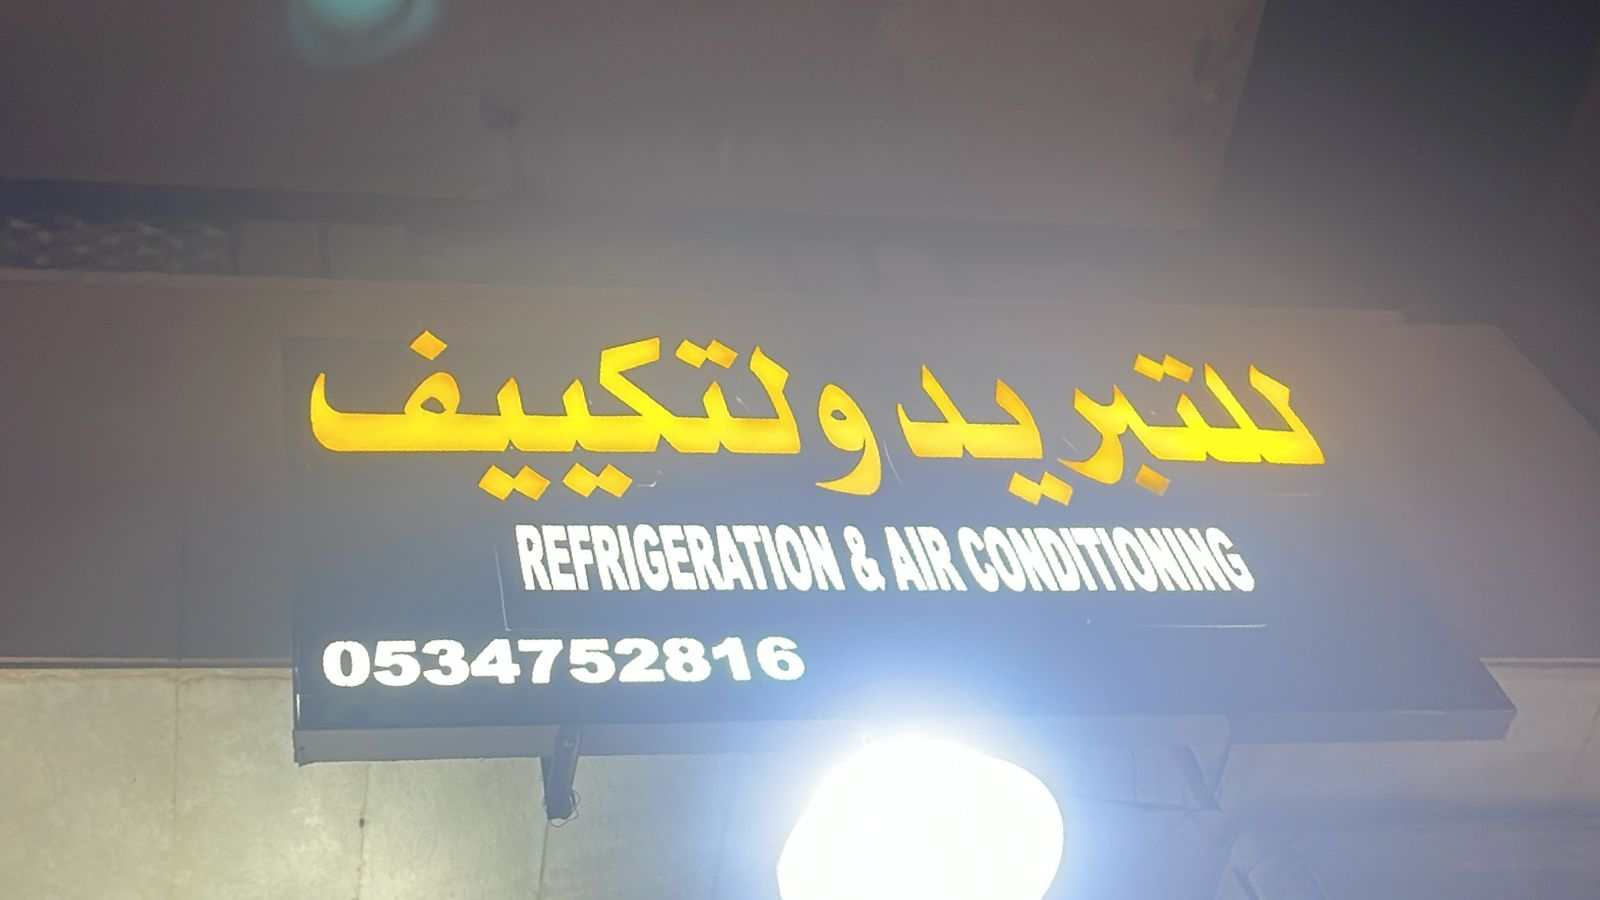 للتبريد ولتكييف
REFRIGERATION & AIR CONDITIONING
0534752816